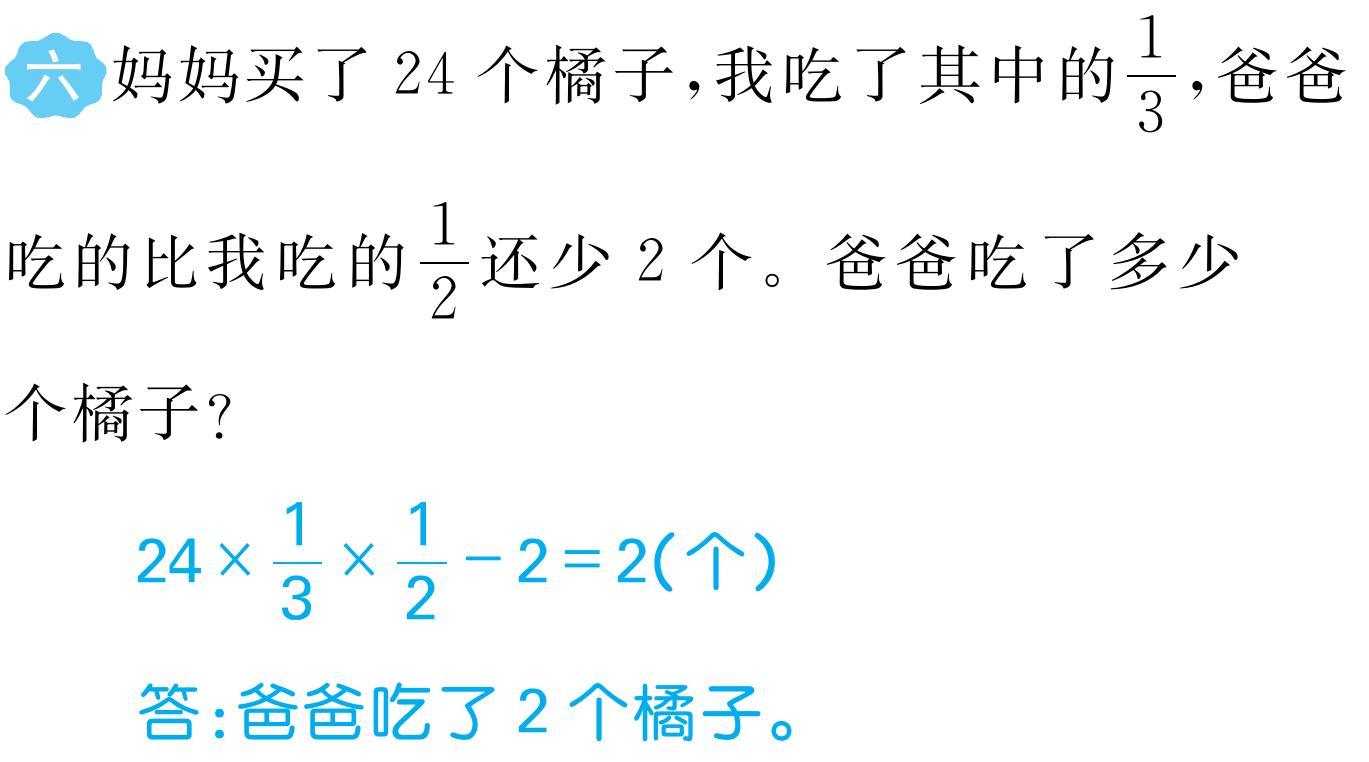 六 妈妈买了 24 个橘子,我吃了其中的1/3,爸爸
吃的比我吃的1/2还少 2 个。爸爸吃了多少
个橘子?
24×1/3×1/2-2=2(个)
答:爸爸吃了 2 个橘子。